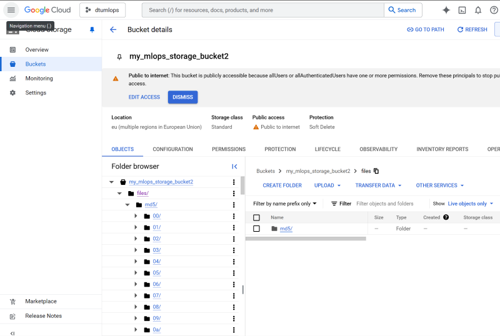 Google Cloud
dtumlops
Search (/) for resources, docs, products, and more
Search
Navigation menu (.)
Cloud Storage
Bucket details
GO TO PATH
REFRESH
Overview
Buckets
Monitoring
Settings
my_mlops_storage_bucket2
Public to internet: This bucket is publicly accessible because allUsers or allAuthenticatedUsers have one or more permissions. Remove these principals to stop pu
access.
EDIT ACCESS
DISMISS
Location
Storage class
Public access
Protection
eu (multiple regions in European Union)
Standard
Public to internet
Soft Delete
OBJECTS
CONFIGURATION
PERMISSIONS
PROTECTION
LIFECYCLE
OBSERVABILITY
INVENTORY REPORTS
OPER
Folder browser
my_mlops_storage_bucket2
files/
md5/
00/
01/
02/
03/
04/
05/
06/
07/
08/
09/
0a/
Buckets > my_mlops_storage_bucket2 > files
CREATE FOLDER
UPLOAD
TRANSFER DATA
OTHER SERVICES
Filter by name prefix only
Filter
Filter objects and folders
Show
Live objects only
Name
Size
Type
Created
Storage class
md5/
—
Folder
—
—
Marketplace
Release Notes